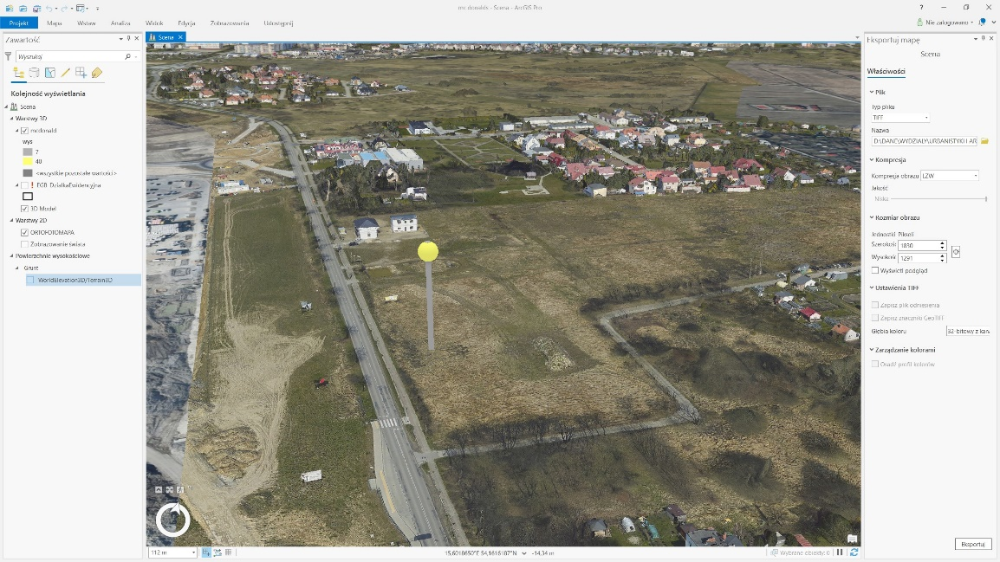 mc.donalds - Scena - ArcGIS Pro
?
Projekt Mapa Wstaw Analiza Widok Edycja Zobrazowania Udostępnij
Nie zalogowano
Zawartość
Wyszukaj
Kolejność wyświetlania
Scena
Warstwy 3D
mcdonald
wys
7
40
<wszystkie pozostałe wartości>
! EGB_DzialkaEwidencyjna
3D Model
Warstwy 2D
ORTOFOTOMAPA
Zobrazowanie świata
Powierzchnie wysokościowe
Grunt
WorldElevation3D/Terrain3D
Scena
112 m
15,6018650°E 54,1616187°N
-14,34 m
Wybrane obiekty: 0
Eksportuj mapę
Scena
Właściwości
Plik
Typ pliku
TIFF
Nazwa
D:\DANE\WYDZIALY\URBANISTYKI I AR
Kompresja
Kompresja obrazu LZW
Jakość
Niska
Rozmiar obrazu
Jednostki Pikseli
Szerokość 1830
Wysokość 1291
Wyświetl podgląd
Ustawienia TIFF
Zapisz plik odniesienia
Zapisz znaczniki GeoTIFF
Głębia koloru 32-bitowy z kan
Zarządzanie kolorami
Osadź profil kolorów
Eksportuj